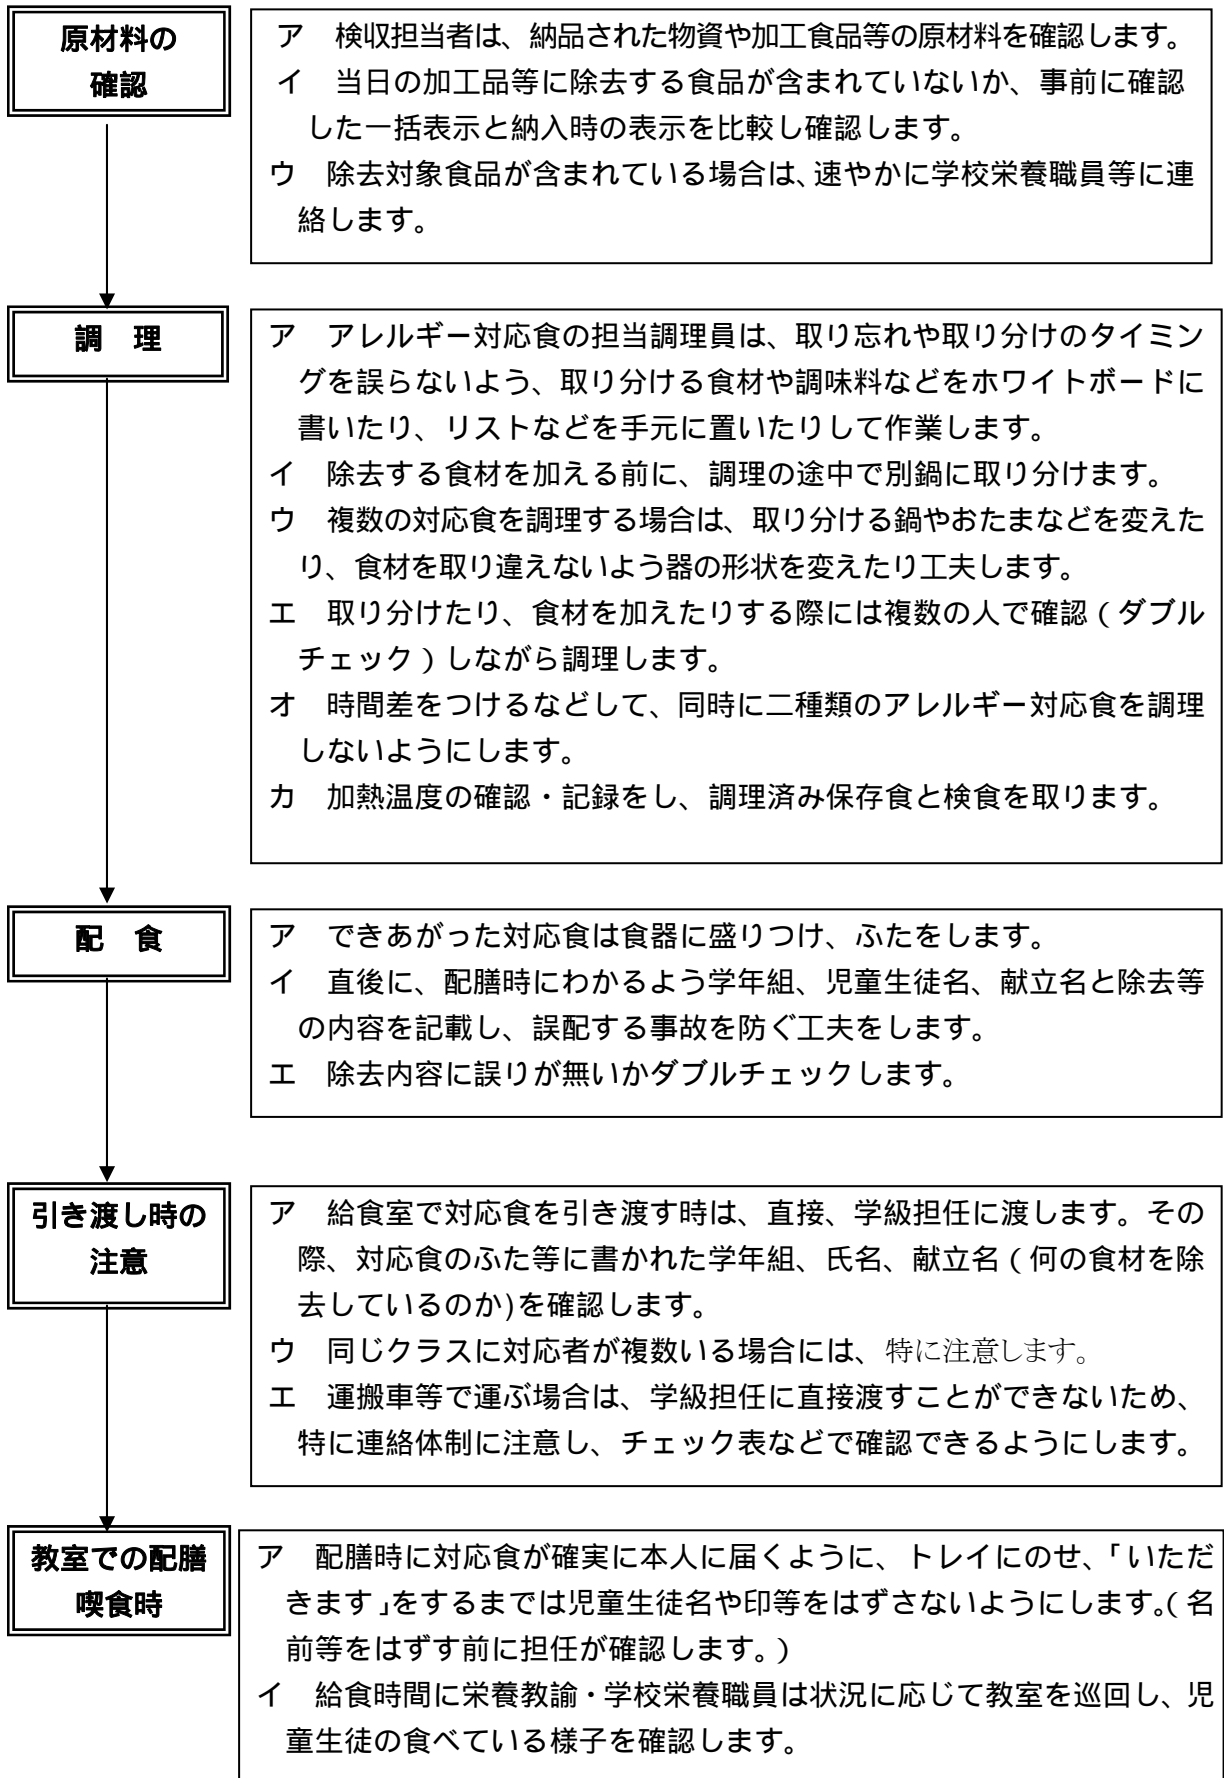 原材料の
確認
ア 検収担当者は、納品された物資や加工食品等の原材料を確認します。
イ 当日の加工品等に除去する食品が含まれていないか、事前に確認
した一括表示と納入時の表示を比較し確認します。
ウ 除去対象食品が含まれている場合は、速やかに学校栄養職員等に連
絡します。
調 理
ア アレルギー対応食の担当調理員は、取り忘れや取り分けのタイミン
グを誤らないよう、取り分ける食材や調味料などをホワイトボードに
書いたり、リストなどを手元に置いたりして作業します。
イ 除去する食材を加える前に、調理の途中で別鍋に取り分けます。
ウ 複数の対応食を調理する場合は、取り分ける鍋やおたまなどを変えた
り、食材を取り違えないよう器の形状を変えたり工夫します。
エ 取り分けたり、食材を加えたりする際には複数の人で確認(ダブル
チェック)しながら調理します。
オ 時間差をつけるなどして、同時に二種類のアレルギー対応食を調理
しないようにします。
カ 加熱温度の確認・記録をし、調理済み保存食と検食を取ります。
配 食
ア できあがった対応食は食器に盛りつけ、ふたをします。
イ 直後に、配膳時にわかるよう学年組、児童生徒名、献立名と除去等
の内容を記載し、誤配する事故を防ぐ工夫をします。
エ 除去内容に誤りが無いかダブルチェックします。
引き渡し時の
注意
ア 給食室で対応食を引き渡す時は、直接、学級担任に渡します。その
際、対応食のふた等に書かれた学年組、氏名、献立名(何の食材を除
去しているのか)を確認します。
ウ 同じクラスに対応者が複数いる場合には、特に注意します。
エ 運搬車等で運ぶ場合は、学級担任に直接渡すことができないため、
特に連絡体制に注意し、チェック表などで確認できるようにします。
教室での配膳
喫食時
ア 配膳時に対応食が確実に本人に届くように、トレイにのせ、「いただ
きます」をするまでは児童生徒名や印等をはずさないようにします。(名
前等をはずす前に担任が確認します。)
イ 給食時間に栄養教諭・学校栄養職員は状況に応じて教室を巡回し、児
童生徒の食べている様子を確認します。